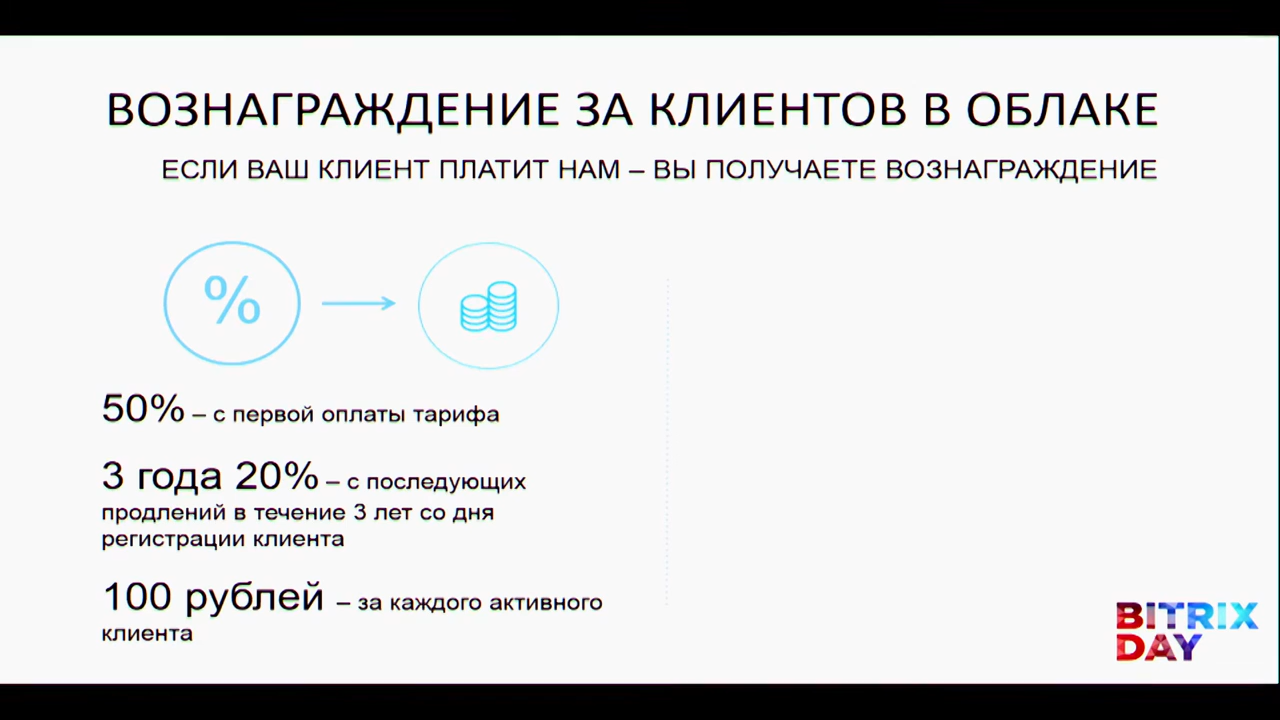 ВОЗНАГРАЖДЕНИЕ ЗА КЛИЕНТОВ В ОБЛАКЕ
ЕСЛИ ВАШ КЛИЕНТ ПЛАТИТ НАМ – ВЫ ПОЛУЧАЕТЕ ВОЗНАГРАЖДЕНИЕ
%
50% – с первой оплаты тарифа
3 года 20% – с последующих
продлений в течение 3 лет со дня
регистрации клиента
100 рублей – за каждого активного
клиента
BITRIX
DAY